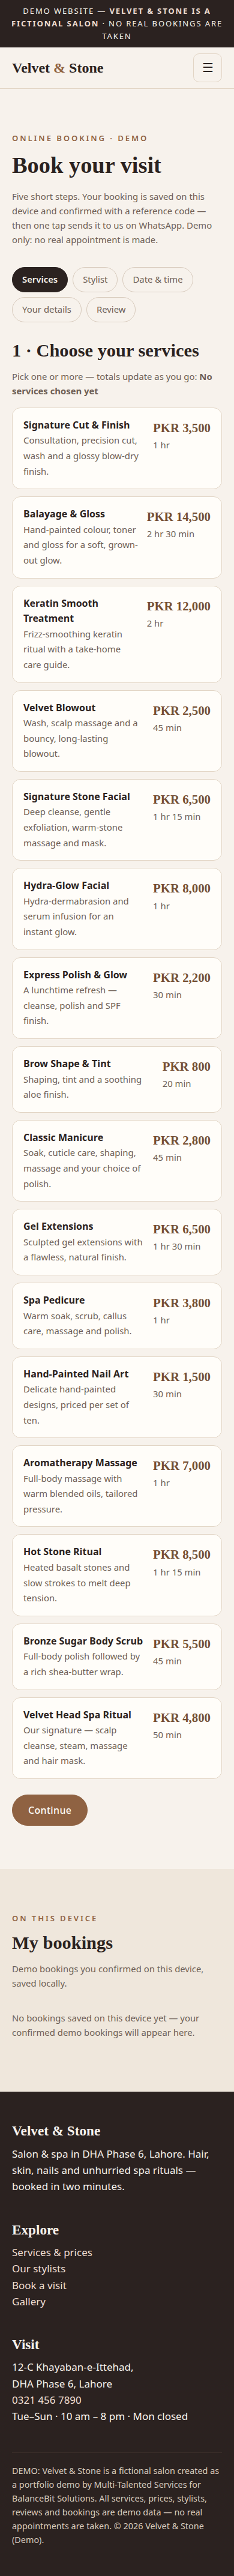 DEMO WEBSITE — VELVET & STONE IS A
FICTIONAL SALON · NO REAL BOOKINGS ARE
TAKEN
Velvet & Stone
☰
ONLINE BOOKING · DEMO
Book your visit
Five short steps. Your booking is saved on this
device and confirmed with a reference code —
then one tap sends it to us on WhatsApp. Demo
only: no real appointment is made.
Services
Stylist
Date & time
Your details
Review
1 · Choose your services
Pick one or more — totals update as you go: No
services chosen yet
Signature Cut & Finish
Consultation, precision cut,
wash and a glossy blow-dry
finish.
PKR 3,500
1 hr
Balayage & Gloss
Hand-painted colour, toner
and gloss for a soft, grown-
out glow.
PKR 14,500
2 hr 30 min
Keratin Smooth
Treatment
Frizz-smoothing keratin
ritual with a take-home
care guide.
PKR 12,000
2 hr
Velvet Blowout
Wash, scalp massage and a
bouncy, long-lasting
blowout.
PKR 2,500
45 min
Signature Stone Facial
Deep cleanse, gentle
exfoliation, warm-stone
massage and mask.
PKR 6,500
1 hr 15 min
Hydra-Glow Facial
Hydra-dermabrasion and
serum infusion for an
instant glow.
PKR 8,000
1 hr
Express Polish & Glow
A lunchtime refresh —
cleanse, polish and SPF
finish.
PKR 2,200
30 min
Brow Shape & Tint
Shaping, tint and a soothing
aloe finish.
PKR 800
20 min
Classic Manicure
Soak, cuticle care, shaping,
massage and your choice of
polish.
PKR 2,800
45 min
Gel Extensions
Sculpted gel extensions with
a flawless, natural finish.
PKR 6,500
1 hr 30 min
Spa Pedicure
Warm soak, scrub, callus
care, massage and polish.
PKR 3,800
1 hr
Hand-Painted Nail Art
Delicate hand-painted
designs, priced per set of
ten.
PKR 1,500
30 min
Aromatherapy Massage
Full-body massage with
warm blended oils, tailored
pressure.
PKR 7,000
1 hr
Hot Stone Ritual
Heated basalt stones and
slow strokes to melt deep
tension.
PKR 8,500
1 hr 15 min
Bronze Sugar Body Scrub
Full-body polish followed by
a rich shea-butter wrap.
PKR 5,500
45 min
Velvet Head Spa Ritual
Our signature — scalp
cleanse, steam, massage
and hair mask.
PKR 4,800
50 min
Continue
ON THIS DEVICE
My bookings
Demo bookings you confirmed on this device,
saved locally.
No bookings saved on this device yet — your
confirmed demo bookings will appear here.
Velvet & Stone
Salon & spa in DHA Phase 6, Lahore. Hair,
skin, nails and unhurried spa rituals —
booked in two minutes.
Explore
Services & prices
Our stylists
Book a visit
Gallery
Visit
12-C Khayaban-e-Ittehad,
DHA Phase 6, Lahore
0321 456 7890
Tue–Sun · 10 am – 8 pm · Mon closed
DEMO: Velvet & Stone is a fictional salon created as
a portfolio demo by Multi-Talented Services for
BalanceBit Solutions. All services, prices, stylists,
reviews and bookings are demo data — no real
appointments are taken. © 2026 Velvet & Stone
(Demo).